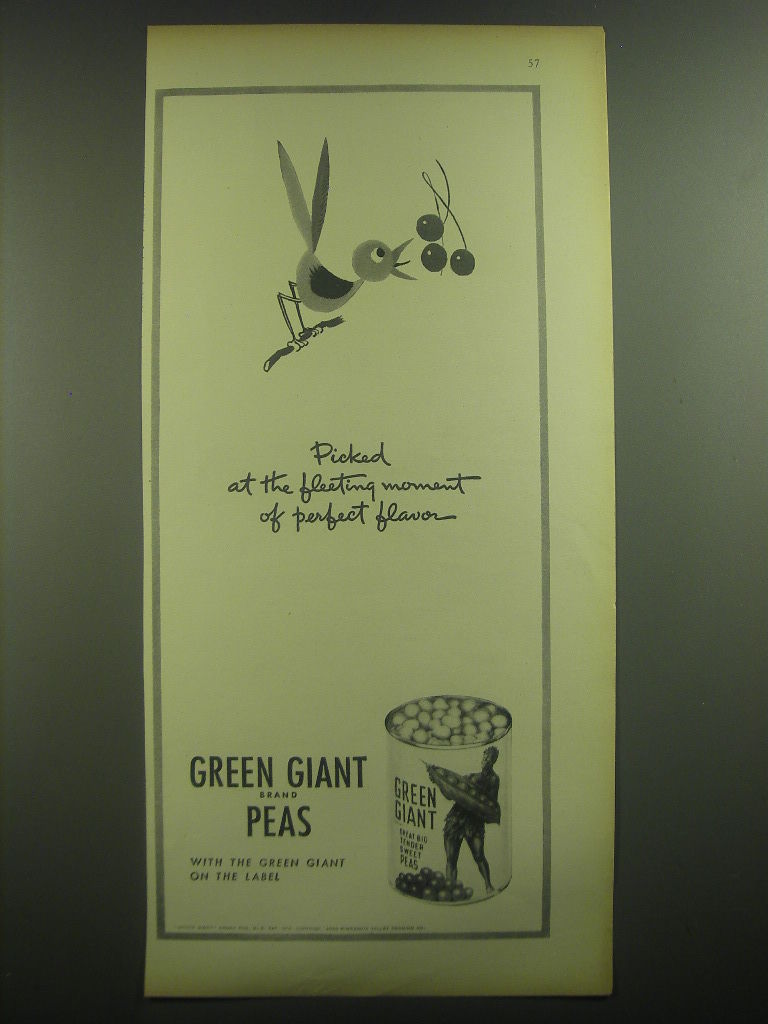 57
Picked
at the fleeting moment
of perfect flavor
GREEN GIANT
BRAND
PEAS
WITH THE GREEN GIANT
ON THE LABEL
GREEN
GIANT
GREAT BIG
TENDER
SWEET
PEAS